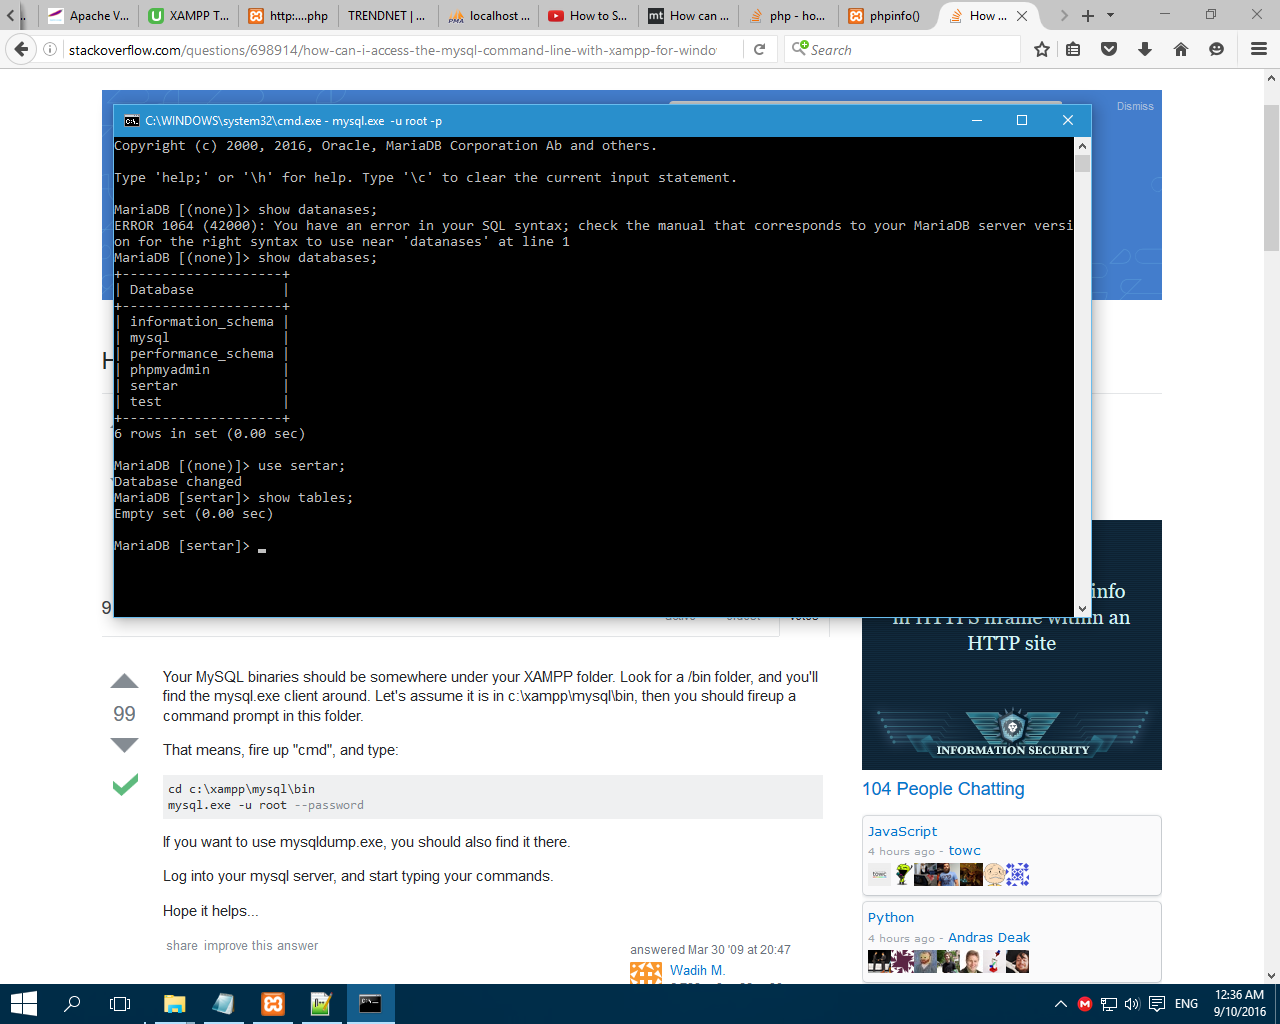 Apache V...
XAMPP T...
http:....php
TRENDNET | ...
localhost ...
How to S...
How can ...
php - ho...
phpinfo()
How ...
stackoverflow.com/questions/698914/how-can-i-access-the-mysql-command-line-with-xampp-for-windo
Search
Dismiss
C:\WINDOWS\system32\cmd.exe - mysql.exe -u root -p
Copyright (c) 2000, 2016, Oracle, MariaDB Corporation Ab and others.
Type 'help;' or '\h' for help. Type '\c' to clear the current input statement.
MariaDB [(none)]> show datanases;
ERROR 1064 (42000): You have an error in your SQL syntax; check the manual that corresponds to your MariaDB server versi
on for the right syntax to use near 'datanases' at line 1
MariaDB [(none)]> show databases;
+--------------------+
| Database           |
+--------------------+
| information_schema |
| mysql              |
| performance_schema |
| phpmyadmin         |
| sertar             |
| test               |
+--------------------+
6 rows in set (0.00 sec)
MariaDB [(none)]> use sertar;
Database changed
MariaDB [sertar]> show tables;
Empty set (0.00 sec)
MariaDB [sertar]>
9
info
in HTTPS iframe within an
HTTP site
INFORMATION SECURITY
Your MySQL binaries should be somewhere under your XAMPP folder. Look for a /bin folder, and you'll
find the mysql.exe client around. Let's assume it is in c:\xampp\mysql\bin, then you should fireup a
command prompt in this folder.
99
That means, fire up "cmd", and type:
cd c:\xampp\mysql\bin
mysql.exe -u root --password
If you want to use mysqldump.exe, you should also find it there.
Log into your mysql server, and start typing your commands.
Hope it helps...
share improve this answer
answered Mar 30 '09 at 20:47
Wadih M.
104 People Chatting
JavaScript
4 hours ago - towc
towc
Python
4 hours ago - Andras Deak
ENG
12:36 AM
9/10/2016